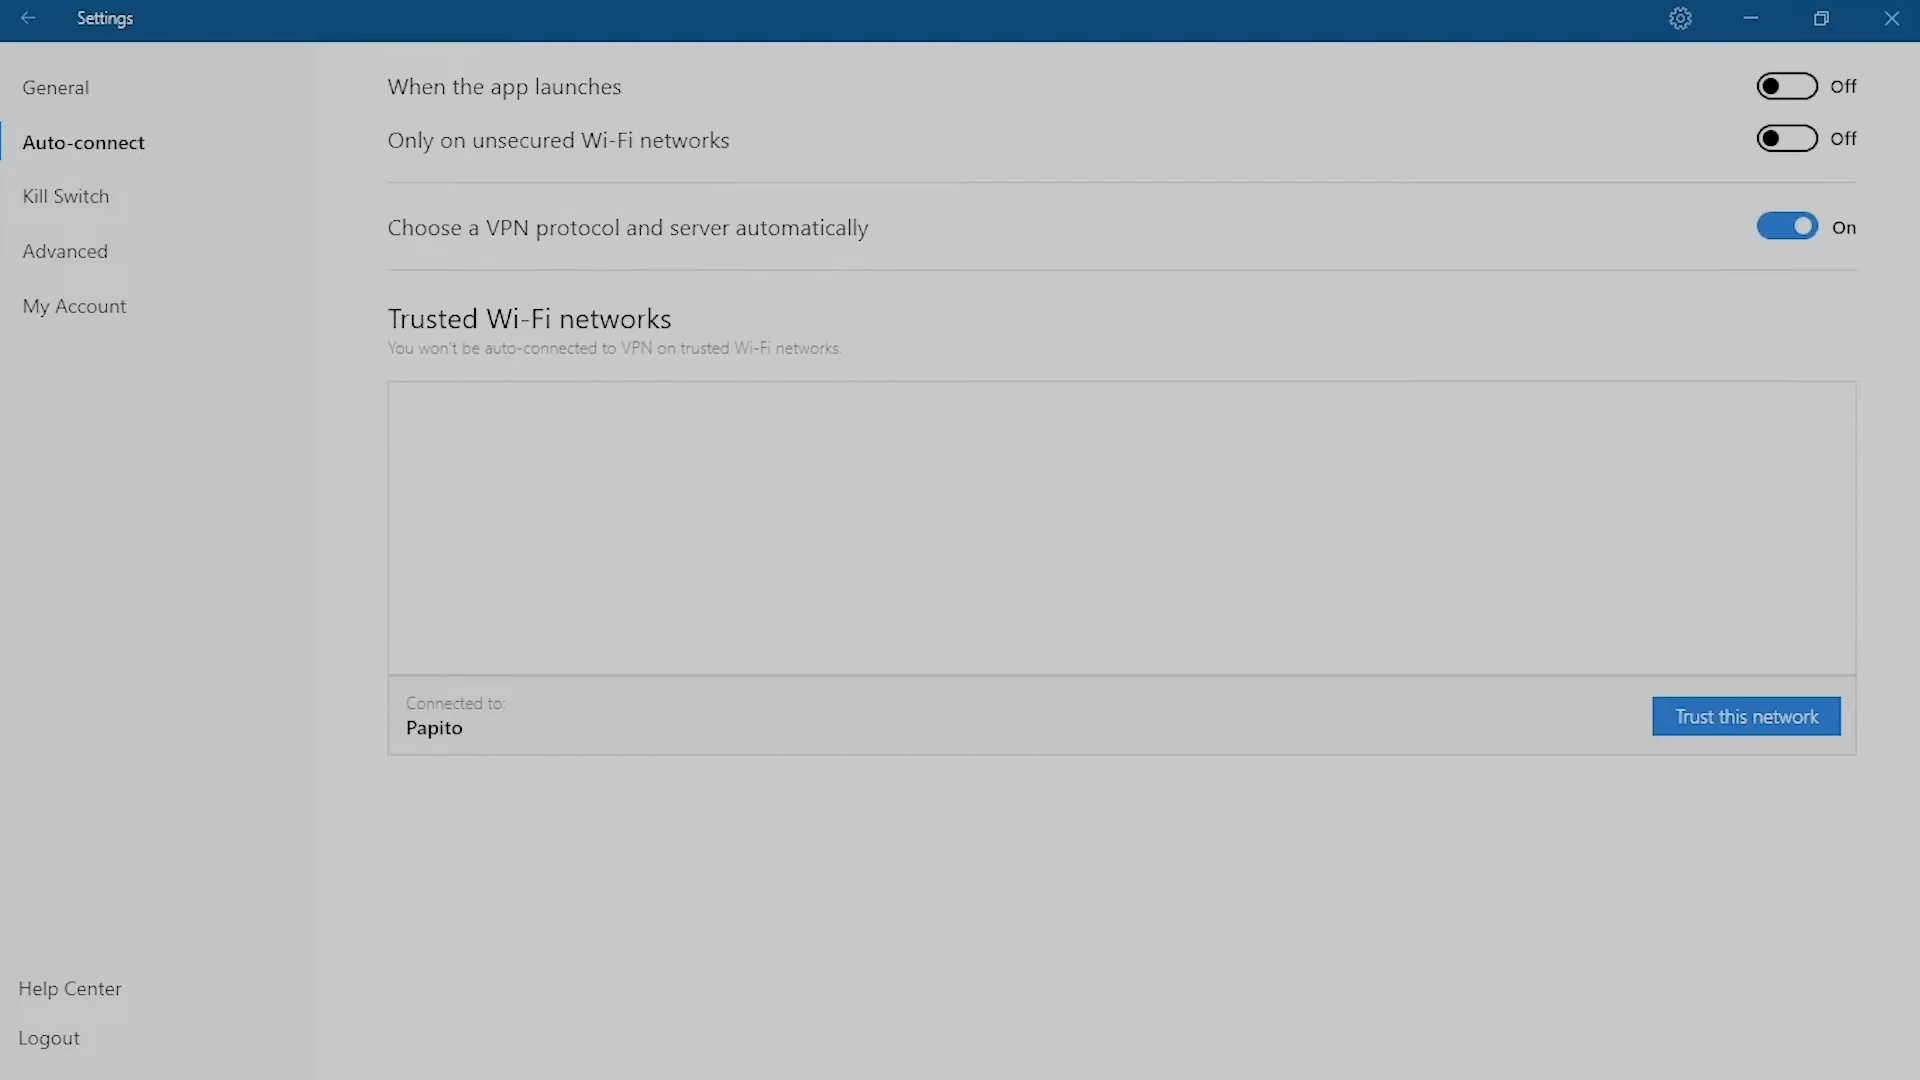 Settings
General
Auto-connect
Kill Switch
Advanced
My Account
Help Center
Logout
When the app launches
Off
Only on unsecured Wi-Fi networks
Off
Choose a VPN protocol and server automatically
On
Trusted Wi-Fi networks
You won't be auto-connected to VPN on trusted Wi-Fi networks.
Connected to:
Papito
Trust this network